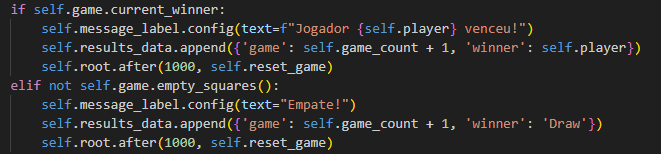 if self.game.current_winner:
    self.message_label.config(text=f"Jogador {self.player} venceu!")
    self.results_data.append({'game': self.game_count + 1, 'winner': self.player})
    self.root.after(1000, self.reset_game)
elif not self.game.empty_squares():
    self.message_label.config(text="Empate!")
    self.results_data.append({'game': self.game_count + 1, 'winner': 'Draw'})
    self.root.after(1000, self.reset_game)